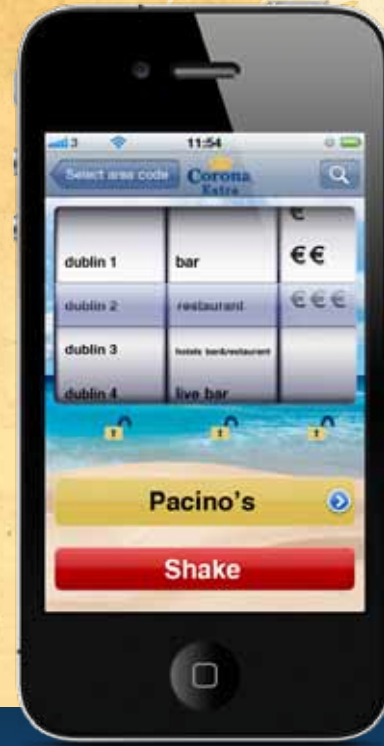 3 11:54
Select area code Corona Extra
€
dublin 1 bar €€
dublin 2 restaurant €€€
dublin 3 hotels bars/restaurant
dublin 4 live bar
Pacino's
Shake